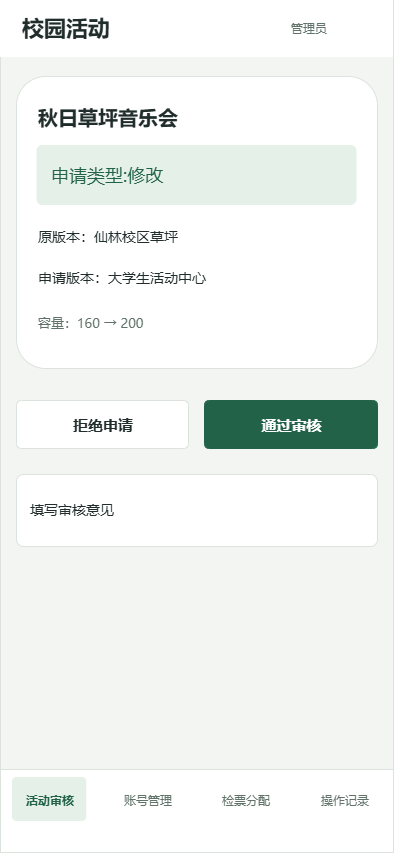 校园活动
管理员
秋日草坪音乐会
申请类型:修改
原版本：仙林校区草坪
申请版本：大学生活动中心
容量：160 → 200
拒绝申请
通过审核
填写审核意见
活动审核
账号管理
检票分配
操作记录